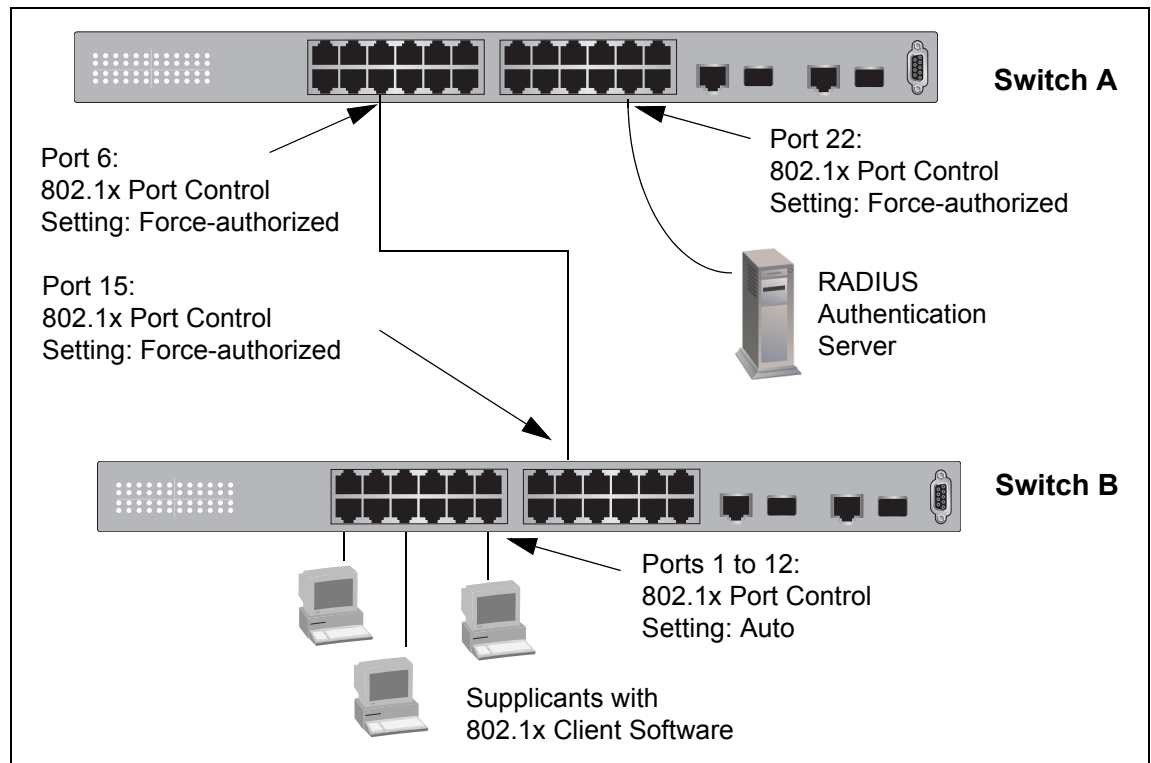 Switch A
Port 6:
802.1x Port Control
Setting: Force-authorized
Port 22:
802.1x Port Control
Setting: Force-authorized
Port 15:
802.1x Port Control
Setting: Force-authorized
RADIUS
Authentication
Server
Switch B
Ports 1 to 12:
802.1x Port Control
Setting: Auto
Supplicants with
802.1x Client Software